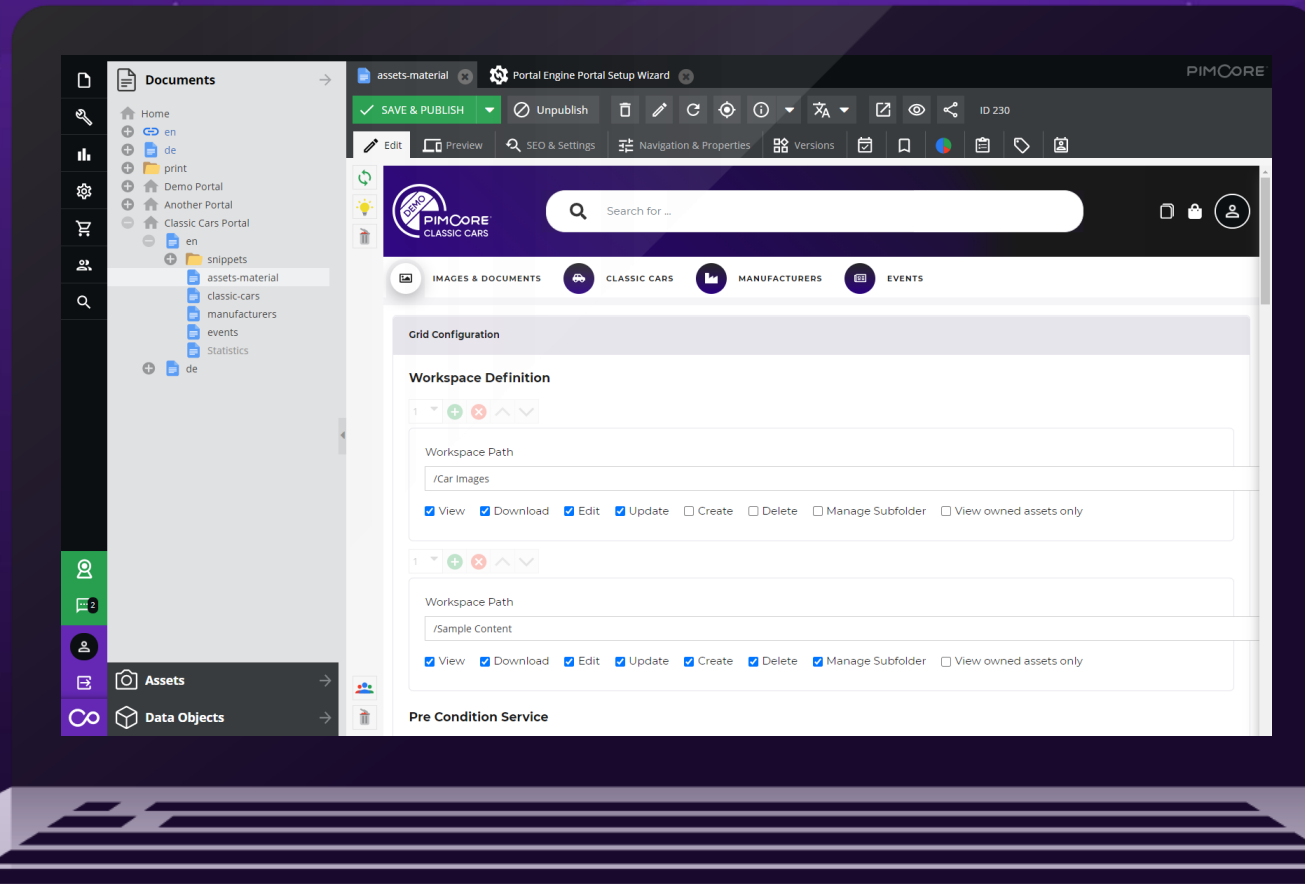 Documents
Home
en
de
print
Demo Portal
Another Portal
Classic Cars Portal
en
snippets
assets-material
classic-cars
manufacturers
events
Statistics
de
2
Assets
Data Objects
assets-material
Portal Engine Portal Setup Wizard
PIMCORE
SAVE & PUBLISH
Unpublish
ID 230
Edit
Preview
SEO & Settings
Navigation & Properties
Versions
DEMO
PIMCORE
CLASSIC CARS
Search for ...
IMAGES & DOCUMENTS
CLASSIC CARS
MANUFACTURERS
EVENTS
Grid Configuration
Workspace Definition
1
Workspace Path
/Car Images
View Download Edit Update Create Delete Manage Subfolder View owned assets only
1
Workspace Path
/Sample Content
View Download Edit Update Create Delete Manage Subfolder View owned assets only
Pre Condition Service